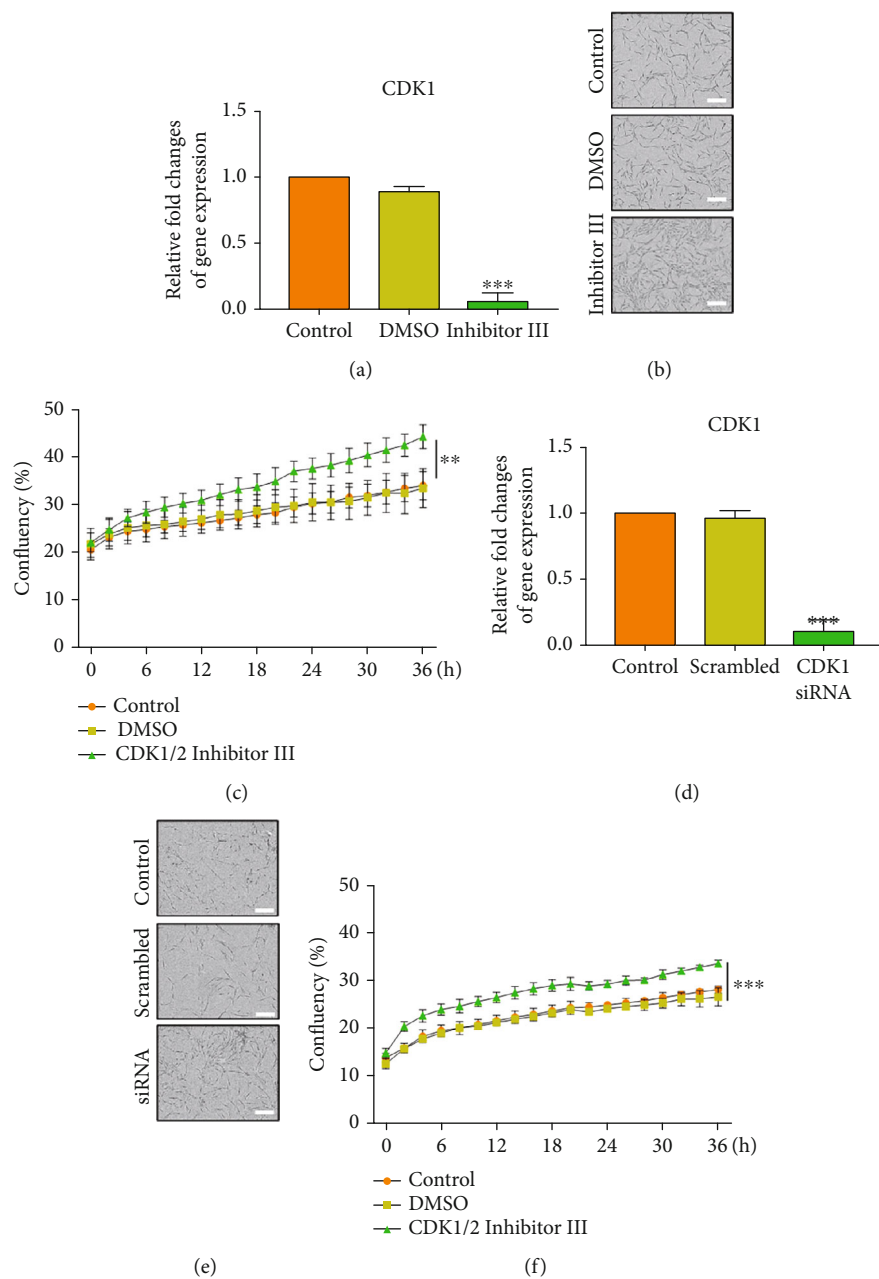 CDK1
Relative fold changes
of gene expression
1.5
1.0
0.5
0.0
***
Control
DMSO
Inhibitor III
(a)
Control
DMSO
Inhibitor III
(b)
Confluency (%)
50
40
30
20
10
0
**
0 6 12 18 24 30 36 (h)
Control
DMSO
CDK1/2 Inhibitor III
(c)
CDK1
Relative fold changes
of gene expression
1.5
1.0
0.5
0.0
***
Control
Scrambled
CDK1
siRNA
(d)
Control
Scrambled
siRNA
(e)
Confluency (%)
50
40
30
20
10
0
***
0 6 12 18 24 30 36 (h)
Control
DMSO
CDK1/2 Inhibitor III
(f)